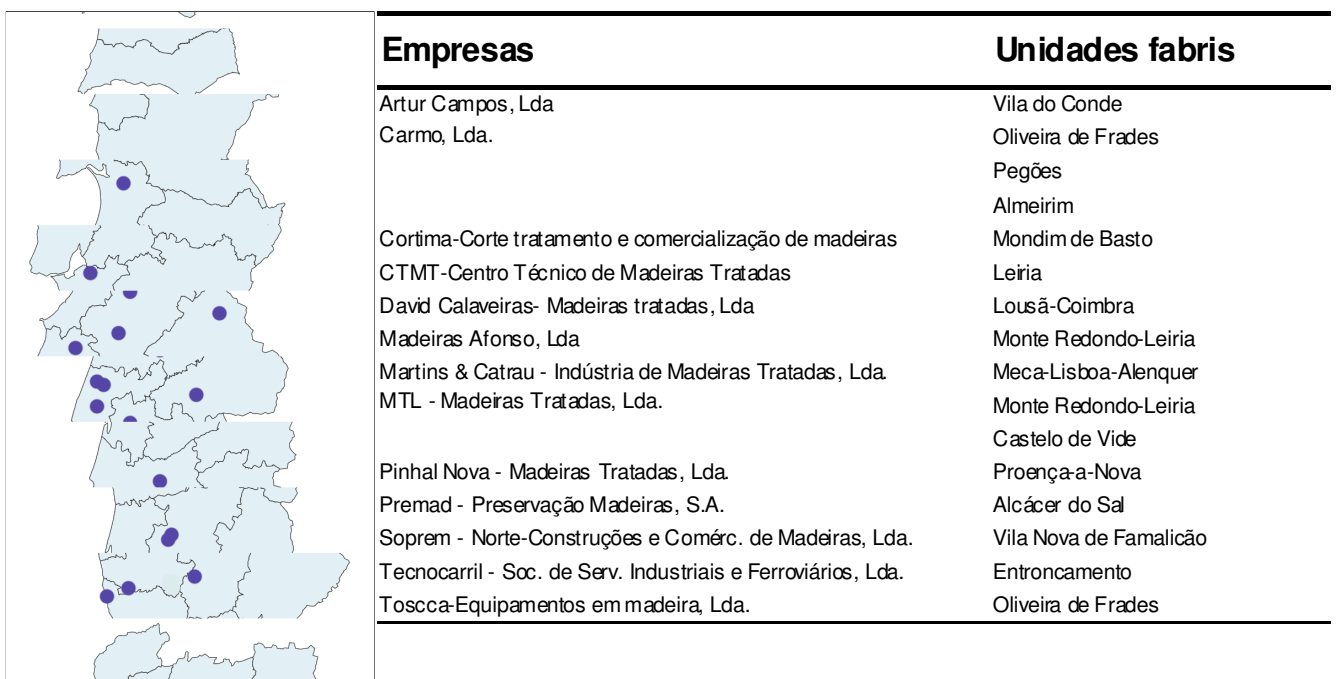 Empresas Unidades fabris
Artur Campos, Lda Vila do Conde
Carmo, Lda. Oliveira de Frades
Pegões
Almeirim
Cortima-Corte tratamento e comercialização de madeiras Mondim de Basto
CTMT-Centro Técnico de Madeiras Tratadas Leiria
David Calaveiras- Madeiras tratadas, Lda Lousã-Coimbra
Madeiras Afonso, Lda Monte Redondo-Leiria
Martins & Catrau - Indústria de Madeiras Tratadas, Lda. Meca-Lisboa-Alenquer
MTL - Madeiras Tratadas, Lda. Monte Redondo-Leiria
Castelo de Vide
Pinhal Nova - Madeiras Tratadas, Lda. Proença-a-Nova
Premad - Preservação Madeiras, S.A. Alcácer do Sal
Soprem - Norte-Construções e Comérc. de Madeiras, Lda. Vila Nova de Famalicão
Tecnocarril - Soc. de Serv. Industriais e Ferroviários, Lda. Entroncamento
Toscca-Equipamentos em madeira, Lda. Oliveira de Frades